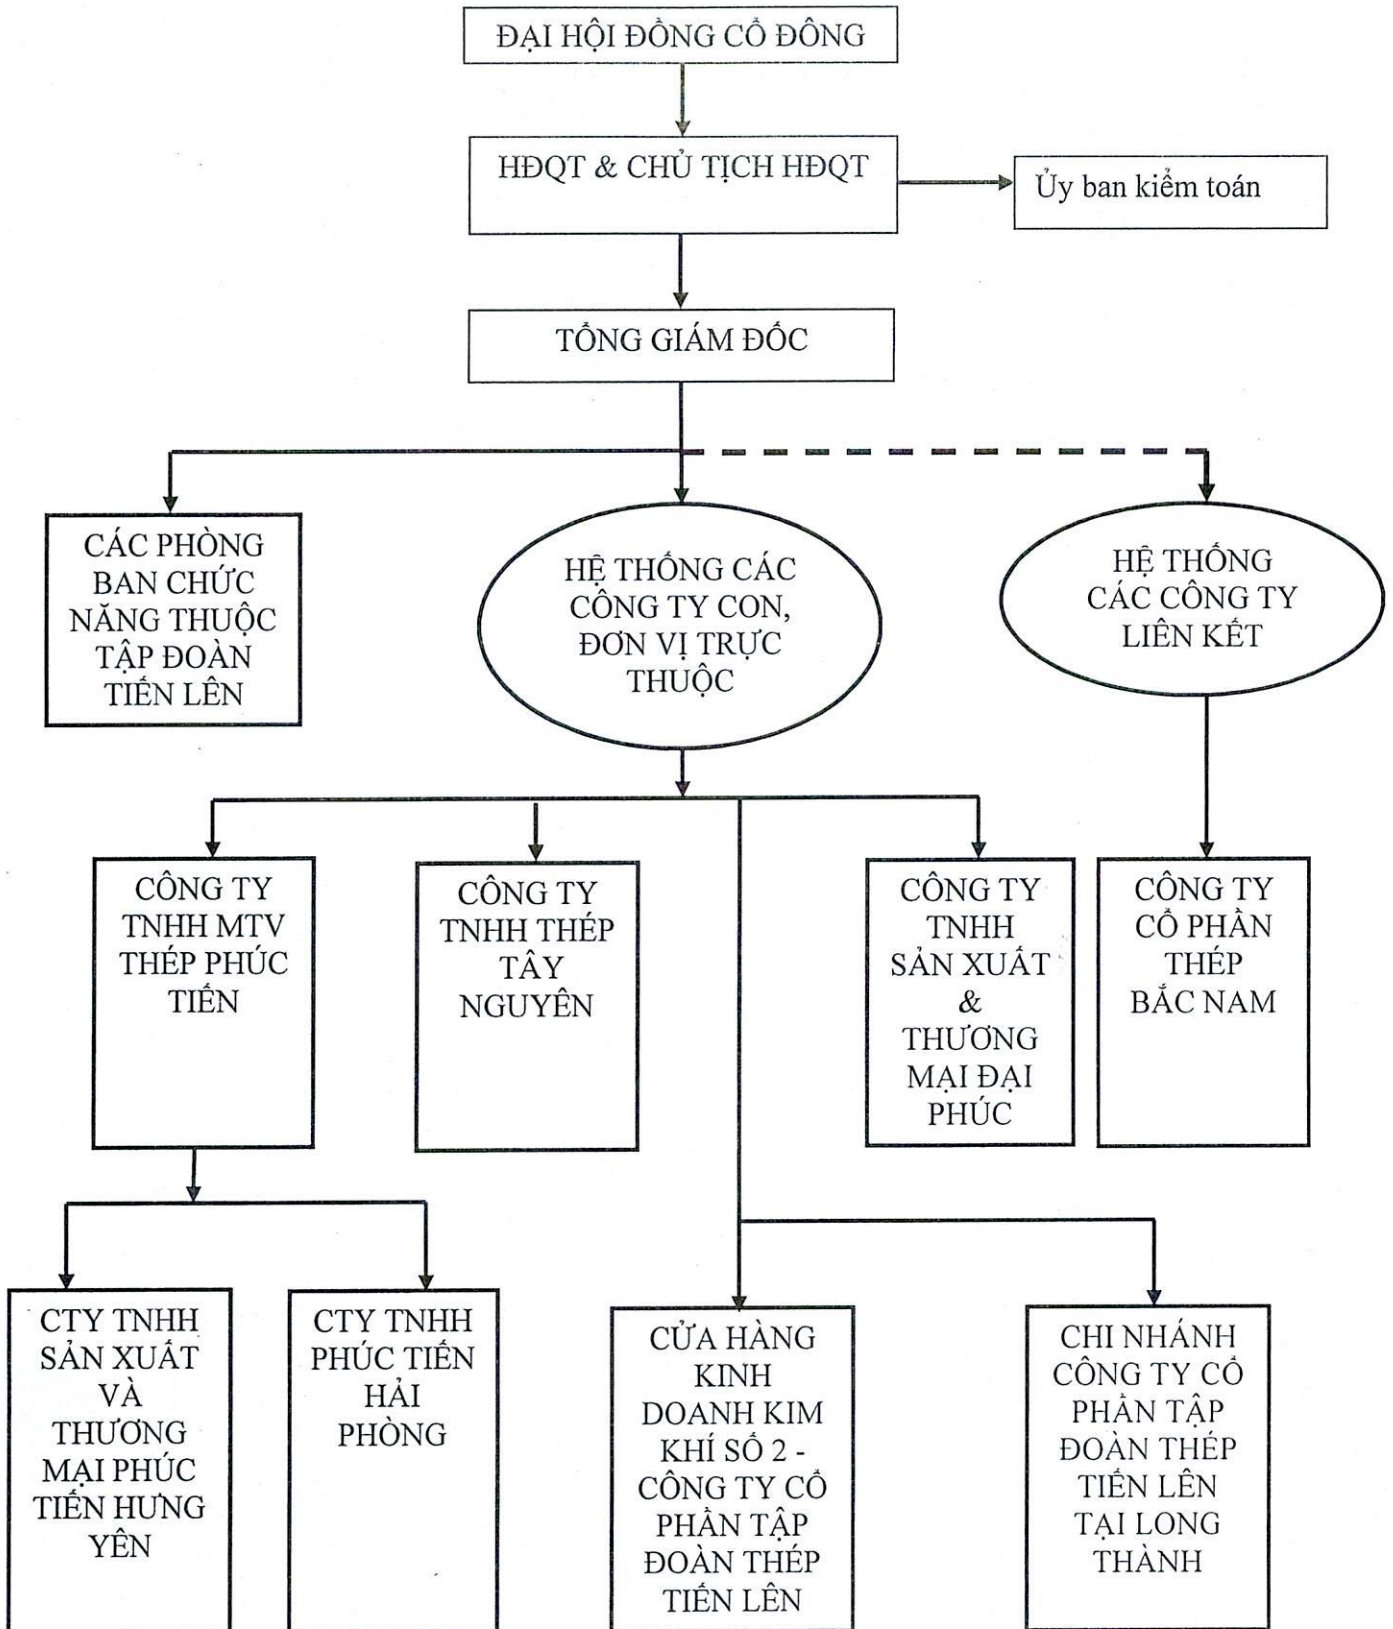 ĐẠI HỘI ĐỒNG CỔ ĐÔNG
HĐQT & CHỦ TỊCH HĐQT
Ủy ban kiểm toán
TỔNG GIÁM ĐỐC
CÁC PHÒNG
BAN CHỨC
NĂNG THUỘC
TẬP ĐOÀN
TIẾN LÊN
HỆ THỐNG CÁC
CÔNG TY CON,
ĐƠN VỊ TRỰC
THUỘC
HỆ THỐNG
CÁC CÔNG TY
LIÊN KẾT
CÔNG TY
TNHH MTV
THÉP PHÚC
TIẾN
CÔNG TY
TNHH THÉP
TÂY
NGUYÊN
CÔNG TY
TNHH
SẢN XUẤT
&
THƯƠNG
MẠI ĐẠI
PHÚC
CÔNG TY
CỔ PHẦN
THÉP
BẮC NAM
CTY TNHH
SẢN XUẤT
VÀ
THƯƠNG
MẠI PHÚC
TIẾN HƯNG
YÊN
CTY TNHH
PHÚC TIẾN
HẢI
PHÒNG
CỬA HÀNG
KINH
DOANH KIM
KHÍ SỐ 2 -
CÔNG TY CỔ
PHẦN TẬP
ĐOÀN THÉP
TIẾN LÊN
CHI NHÁNH
CÔNG TY CỔ
PHẦN TẬP
ĐOÀN THÉP
TIẾN LÊN
TẠI LONG
THÀNH